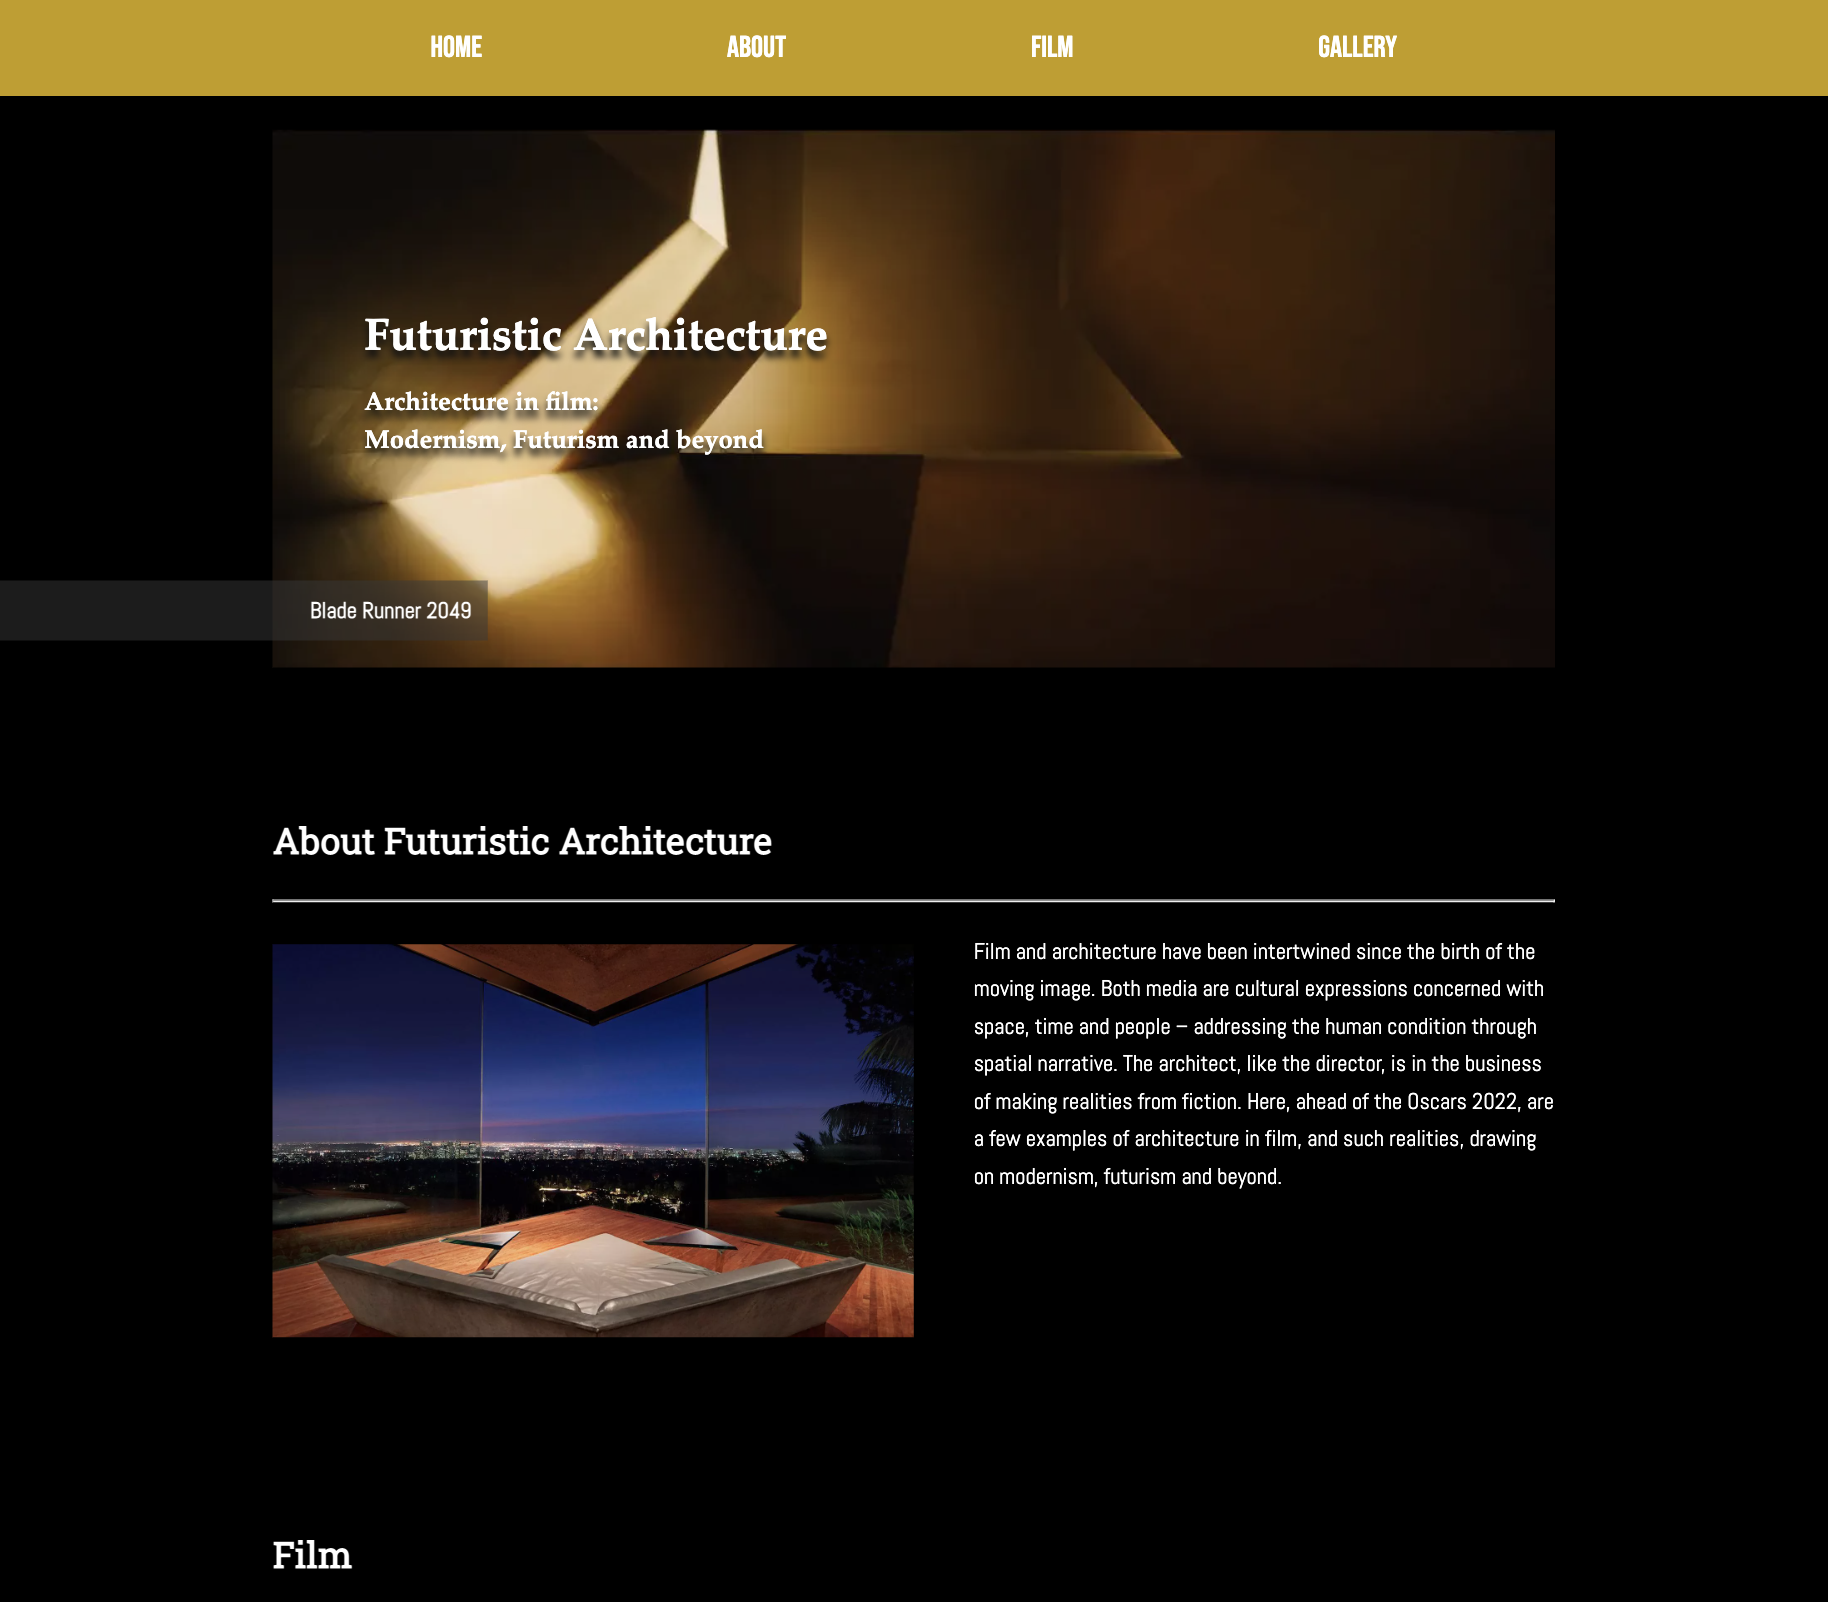 HOME ABOUT FILM GALLERY
Futuristic Architecture
Architecture in film:
Modernism, Futurism and beyond
Blade Runner 2049
About Futuristic Architecture
Film and architecture have been intertwined since the birth of the
moving image. Both media are cultural expressions concerned with
space, time and people – addressing the human condition through
spatial narrative. The architect, like the director, is in the business
of making realities from fiction. Here, ahead of the Oscars 2022, are
a few examples of architecture in film, and such realities, drawing
on modernism, futurism and beyond.
Film